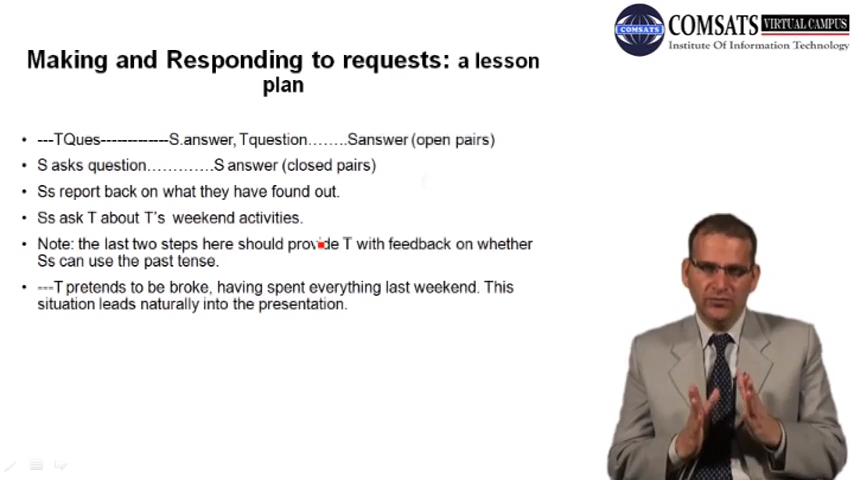 COMSATS
COMSATS VIRTUAL CAMPUS
Institute Of Information Technology
Making and Responding to requests: a lesson
plan
• ---TQues-------------S.answer, Tquestion……..Sanswer (open pairs)
• S asks question………….S answer (closed pairs)
• Ss report back on what they have found out.
• Ss ask T about T's weekend activities.
• Note: the last two steps here should provide T with feedback on whether
Ss can use the past tense.
• ---T pretends to be broke, having spent everything last weekend. This
situation leads naturally into the presentation.